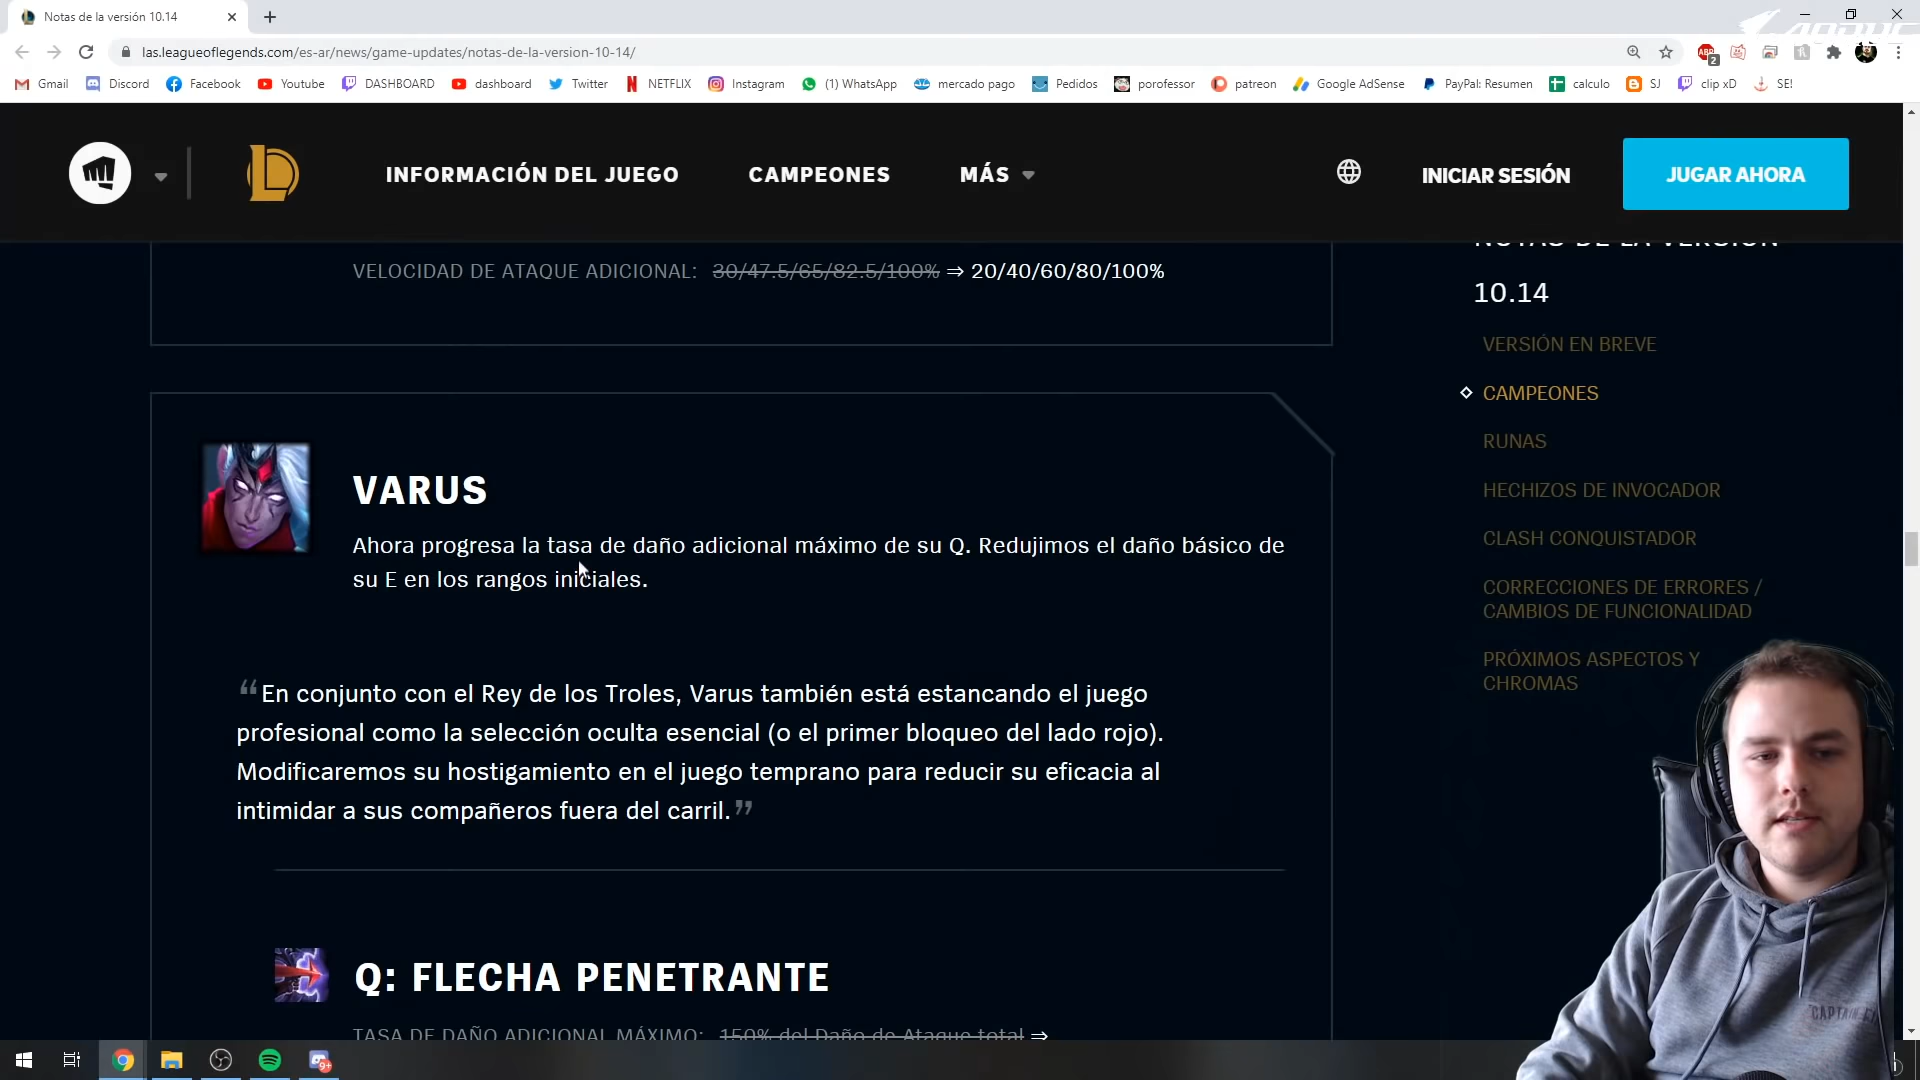 Notas de la versión 10.14
las.leagueoflegends.com/es-ar/news/game-updates/notas-de-la-version-10-14/
ABP
2
Gmail Discord Facebook Youtube DASHBOARD dashboard Twitter NETFLIX Instagram (1) WhatsApp mercado pago Pedidos porofessor patreon Google AdSense PayPal: Resumen calculo SJ clip xD SE!
INFORMACIÓN DEL JUEGO CAMPEONES MÁS INICIAR SESIÓN JUGAR AHORA
NOTAS DE LA VERSIÓN
10.14
VERSIÓN EN BREVE
CAMPEONES
RUNAS
HECHIZOS DE INVOCADOR
CLASH CONQUISTADOR
CORRECCIONES DE ERRORES /
CAMBIOS DE FUNCIONALIDAD
PRÓXIMOS ASPECTOS Y
CHROMAS
VELOCIDAD DE ATAQUE ADICIONAL: 30/47.5/65/82.5/100% ⇒ 20/40/60/80/100%
VARUS
Ahora progresa la tasa de daño adicional máximo de su Q. Redujimos el daño básico de
su E en los rangos iniciales.
“En conjunto con el Rey de los Troles, Varus también está estancando el juego
profesional como la selección oculta esencial (o el primer bloqueo del lado rojo).
Modificaremos su hostigamiento en el juego temprano para reducir su eficacia al
intimidar a sus compañeros fuera del carril.”
Q: FLECHA PENETRANTE
TASA DE DAÑO ADICIONAL MÁXIMO: 150% del Daño de Ataque total ⇒
9+